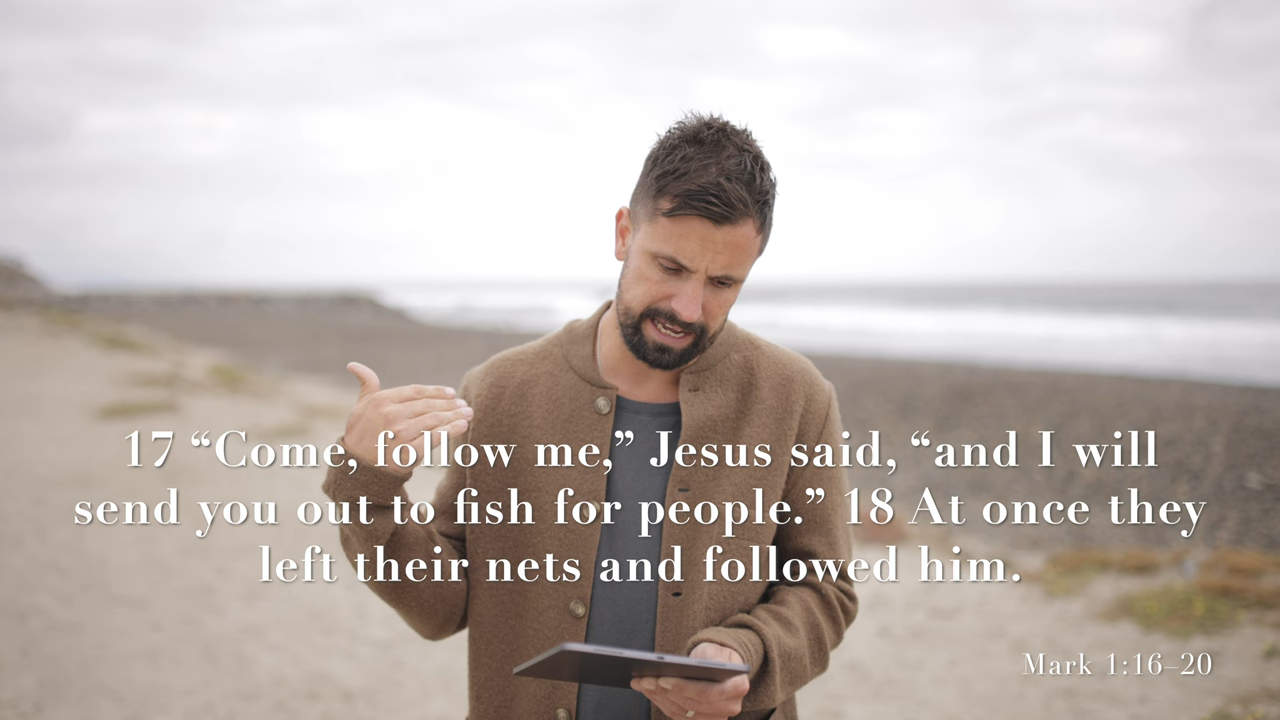 17 “Come, follow me,” Jesus said, “and I will
send you out to fish for people.” 18 At once they
left their nets and followed him.
Mark 1:16–20